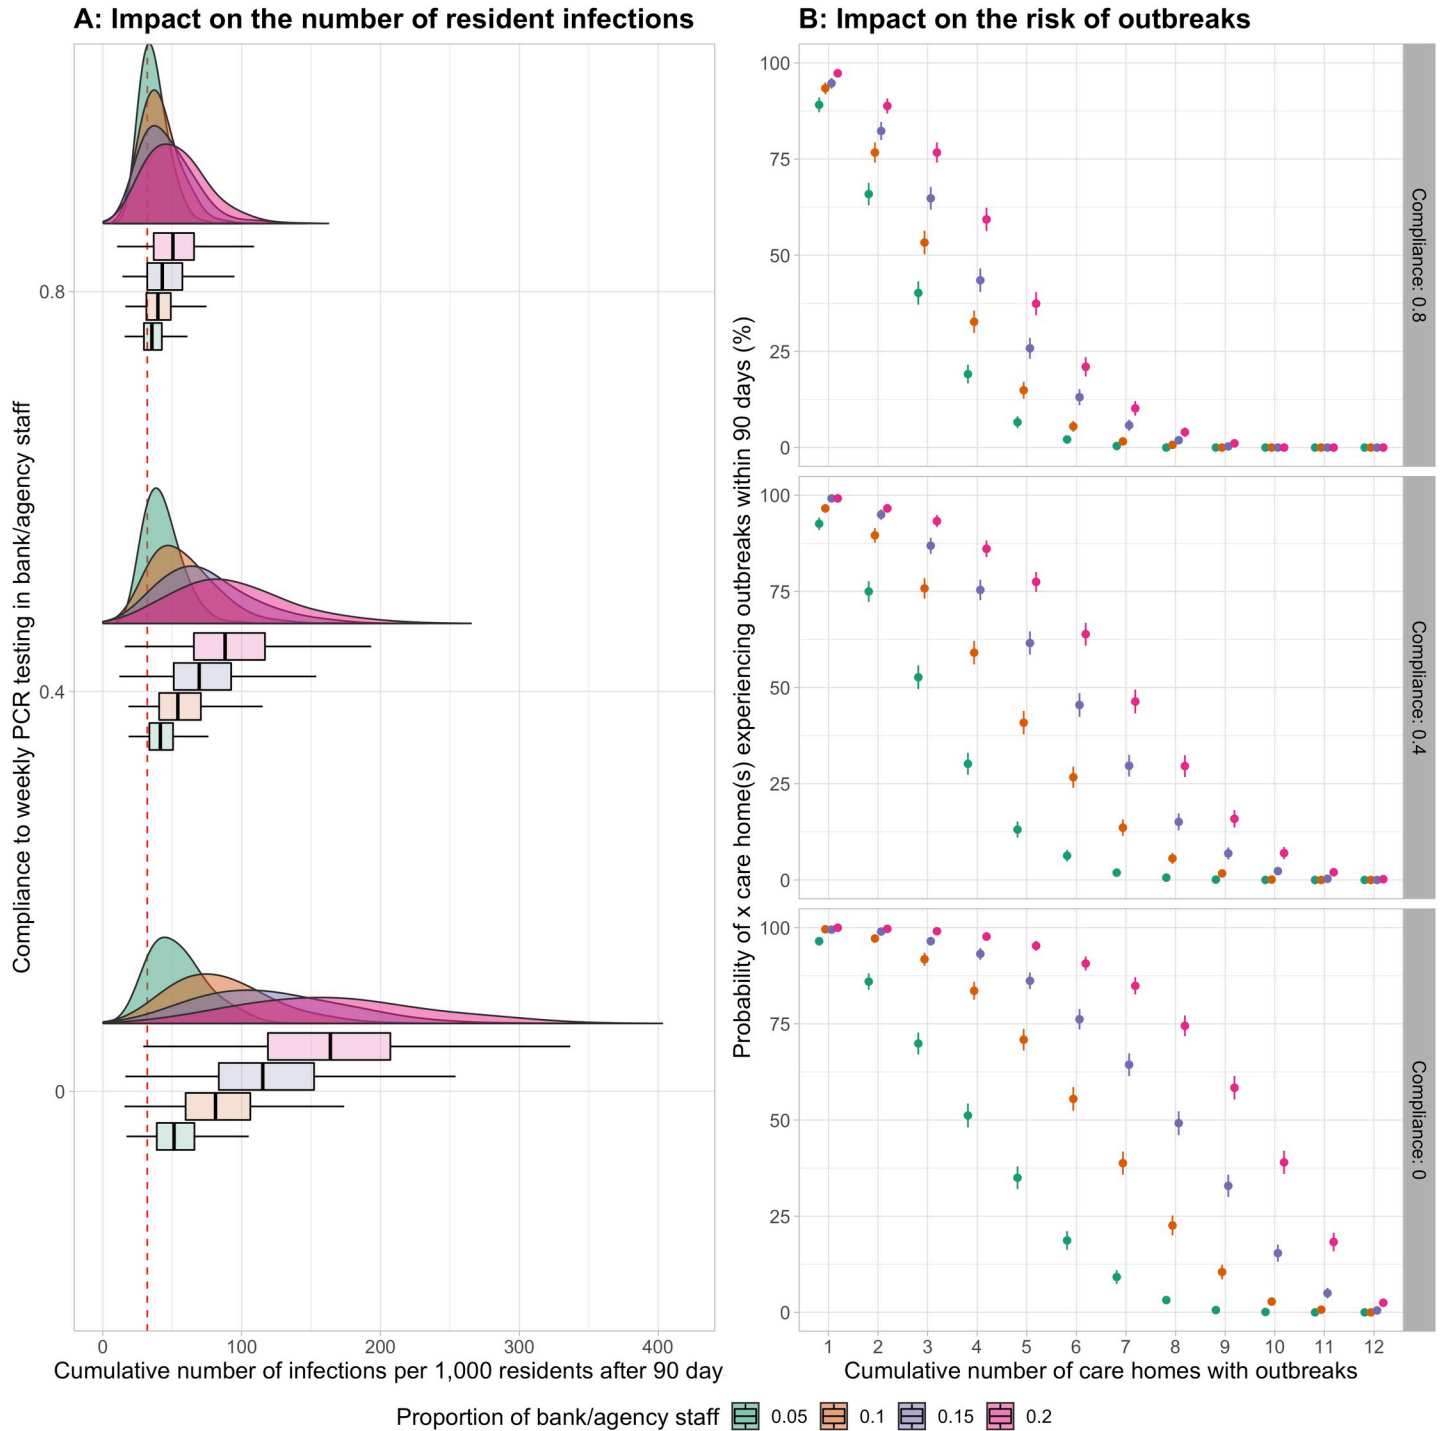 A: Impact on the number of resident infections
Compliance to weekly PCR testing in bank/agency staff
0.8
0.4
0
0 100 200 300 400
Cumulative number of infections per 1,000 residents after 90 day
B: Impact on the risk of outbreaks
Probability of x care home(s) experiencing outbreaks within 90 days (%)
100
75
50
25
0
Compliance: 0.8
100
75
50
25
0
Compliance: 0.4
100
75
50
25
0
Compliance: 0
1 2 3 4 5 6 7 8 9 10 11 12
Cumulative number of care homes with outbreaks
Proportion of bank/agency staff 0.05 0.1 0.15 0.2